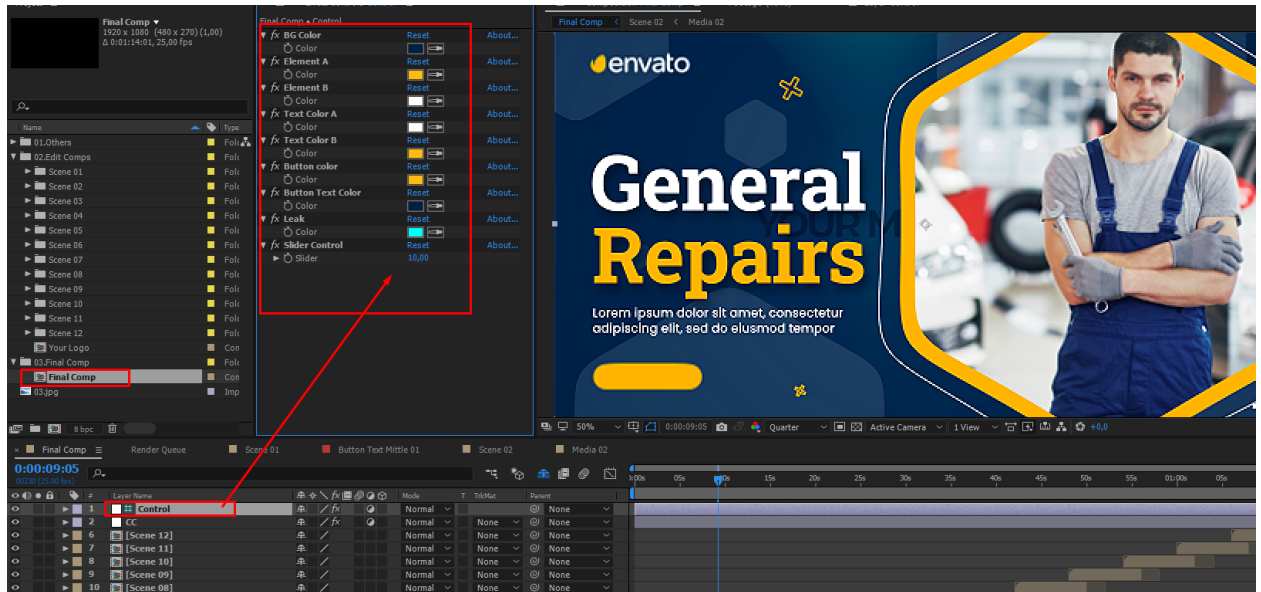 Final Comp ▼
1920 x 1080 (480 x 270) (1,00)
Δ 0:01:14:01, 25,00 fps
Name
Type
01.Others
02.Edit Comps
Scene 01
Scene 02
Scene 03
Scene 04
Scene 05
Scene 06
Scene 07
Scene 08
Scene 09
Scene 10
Scene 11
Scene 12
Your Logo
Con
03.Final Comp
Final Comp
Con
03.jpg
Imp
8 bpc
Final Comp • Control
fx BG Color Reset About...
Color
fx Element A Reset About...
Color
fx Element B Reset About...
Color
fx Text Color A Reset About...
Color
fx Text Color B Reset About...
Color
fx Button color Reset About...
Color
fx Button Text Color Reset About...
Color
fx Leak Reset About...
Color
fx Slider Control Reset About...
Slider 10,00
Final Comp < Scene 02 < Media 02
envato
General
YOUR M
Repairs
Lorem ipsum dolor sit amet, consectetur
adipiscing elit, sed do eiusmod tempor
50% 0:00:09:05 Quarter Active Camera 1 View +0,0
× Final Comp Render Queue Scene 01 Button Text Mittle 01 Scene 02 Media 02
0:00:09:05
00230 (25.00 fps)
05s 15s 20s 25s 30s 35s 40s 45s 50s 55s 01:00s 05s
# Layer Name fx Mode T TrkMat Parent
1 Control fx Normal None
2 CC fx Normal None None
6 [Scene 12] Normal None None
7 [Scene 11] Normal None None
8 [Scene 10] Normal None None
9 [Scene 09] Normal None None
10 [Scene 08] Normal None None